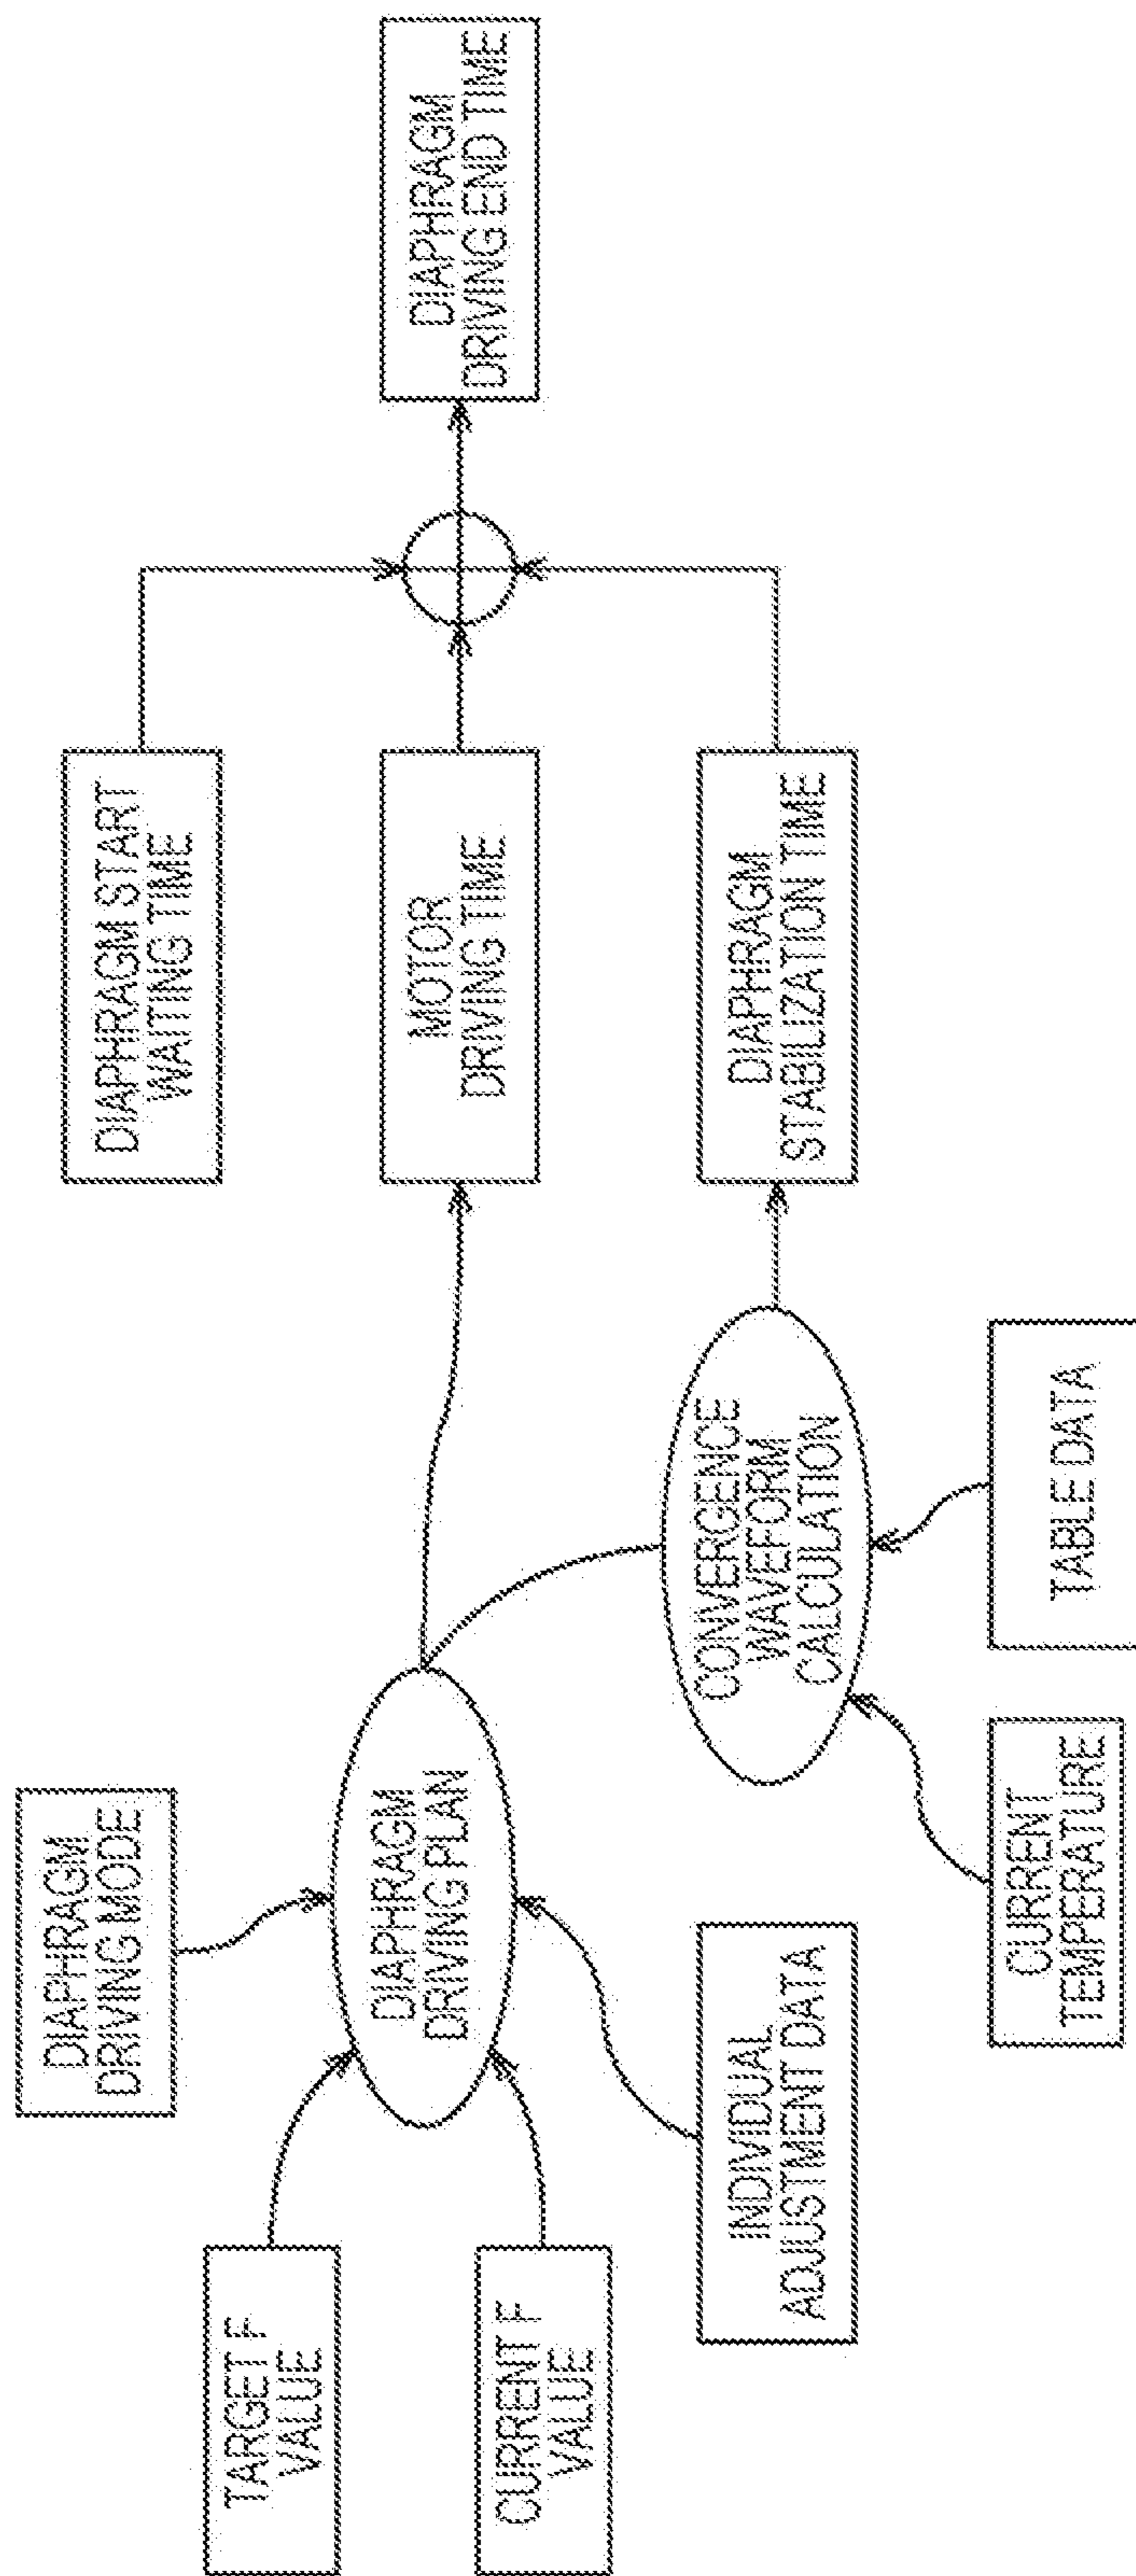 TARGET F
VALUE
CURRENT F
VALUE
DIAPHRAGM
DRIVING MODE
DIAPHRAGM
DRIVING PLAN
INDIVIDUAL
ADJUSTMENT DATA
CURRENT
TEMPERATURE
CONVERGENCE
WAVEFORM
CALCULATION
TABLE DATA
DIAPHRAGM START
WAITING TIME
MOTOR
DRIVING TIME
DIAPHRAGM
STABILIZATION TIME
DIAPHRAGM
DRIVING END TIME